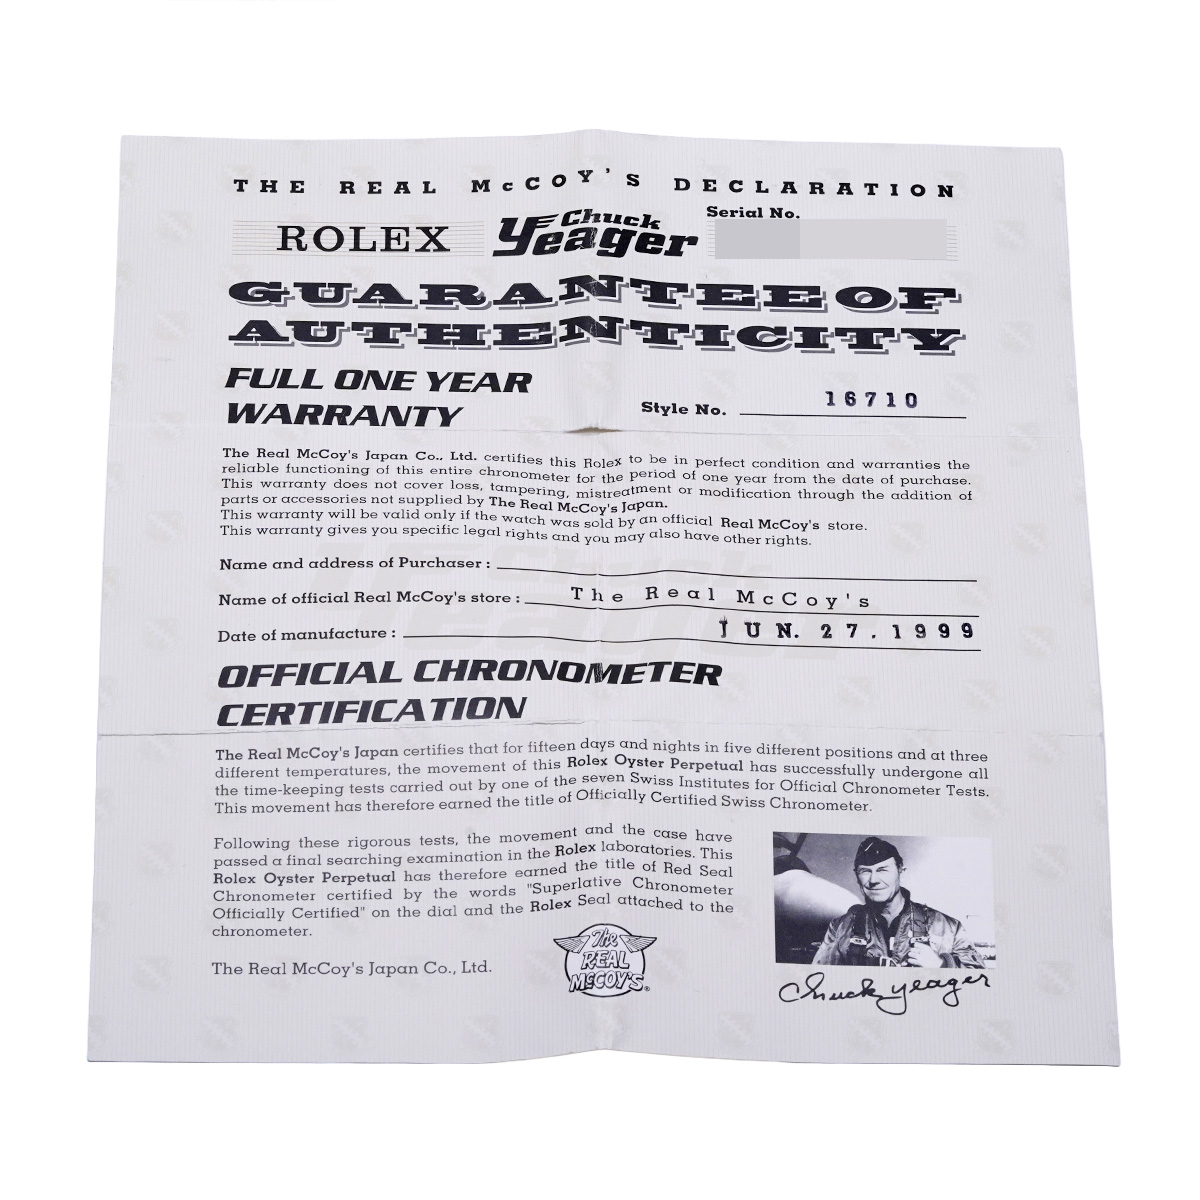 THE REAL McCOY'S DECLARATION
ROLEX
Chuck
Yeager
Serial No.
GUARANTEE OF
AUTHENTICITY
FULL ONE YEAR
WARRANTY
Style No. 16710
The Real McCoy's Japan Co., Ltd. certifies this Rolex to be in perfect condition and warranties the
reliable functioning of this entire chronometer for the period of one year from the date of purchase.
This warranty does not cover loss, tampering, mistreatment or modification through the addition of
parts or accessories not supplied by The Real McCoy's Japan.
This warranty will be valid only if the watch was sold by an official Real McCoy's store.
This warranty gives you specific legal rights and you may also have other rights.
Name and address of Purchaser :
Name of official Real McCoy's store : The Real McCoy's
Date of manufacture : JUN. 27. 1999
Chuck
Yeager
OFFICIAL CHRONOMETER
CERTIFICATION
The Real McCoy's Japan certifies that for fifteen days and nights in five different positions and at three
different temperatures, the movement of this Rolex Oyster Perpetual has successfully undergone all
the time-keeping tests carried out by one of the seven Swiss Institutes for Official Chronometer Tests.
This movement has therefore earned the title of Officially Certified Swiss Chronometer.
Following these rigorous tests, the movement and the case have
passed a final searching examination in the Rolex laboratories. This
Rolex Oyster Perpetual has therefore earned the title of Red Seal
Chronometer certified by the words "Superlative Chronometer
Officially Certified" on the dial and the Rolex Seal attached to the
chronometer.
The Real McCoy's Japan Co., Ltd.
The
REAL
McCOY'S®
Chuck Yeager